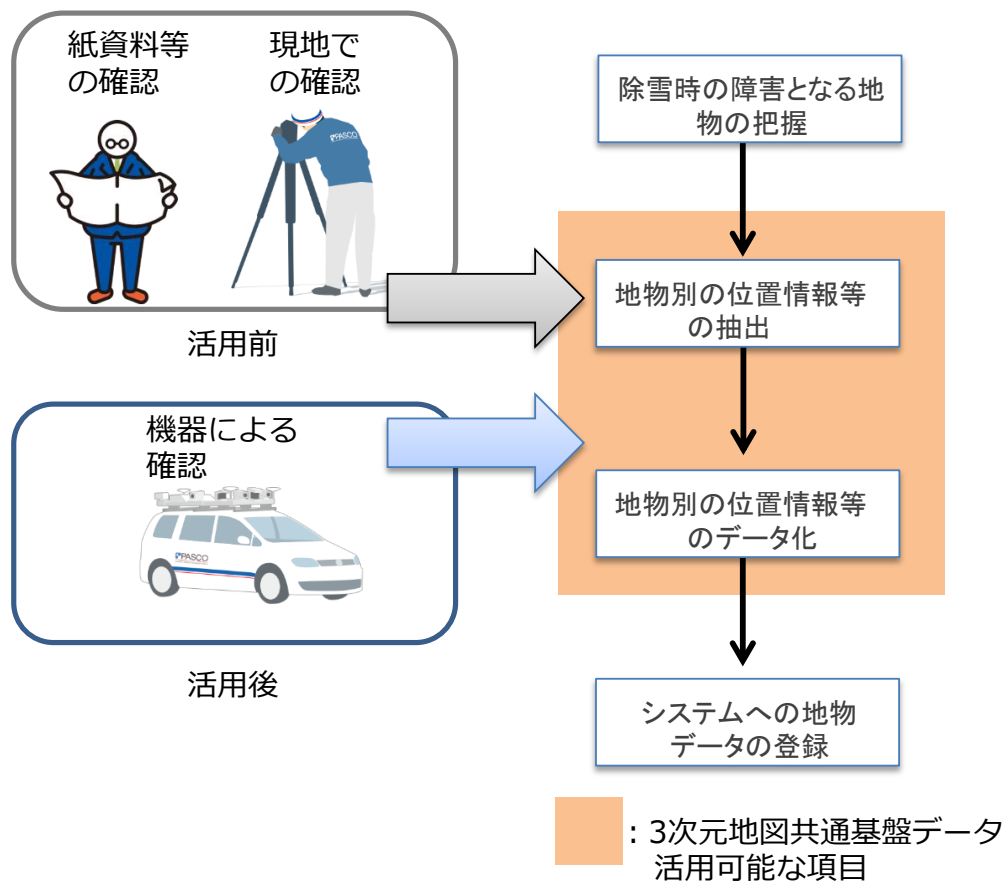 紙資料等
の確認
現地で
の確認
PASCO
活用前
機器による
確認
PASCO
活用後
除雪時の障害となる地
物の把握
地物別の位置情報等
の抽出
地物別の位置情報等
のデータ化
システムへの地物
データの登録
：3次元地図共通基盤データ
活用可能な項目